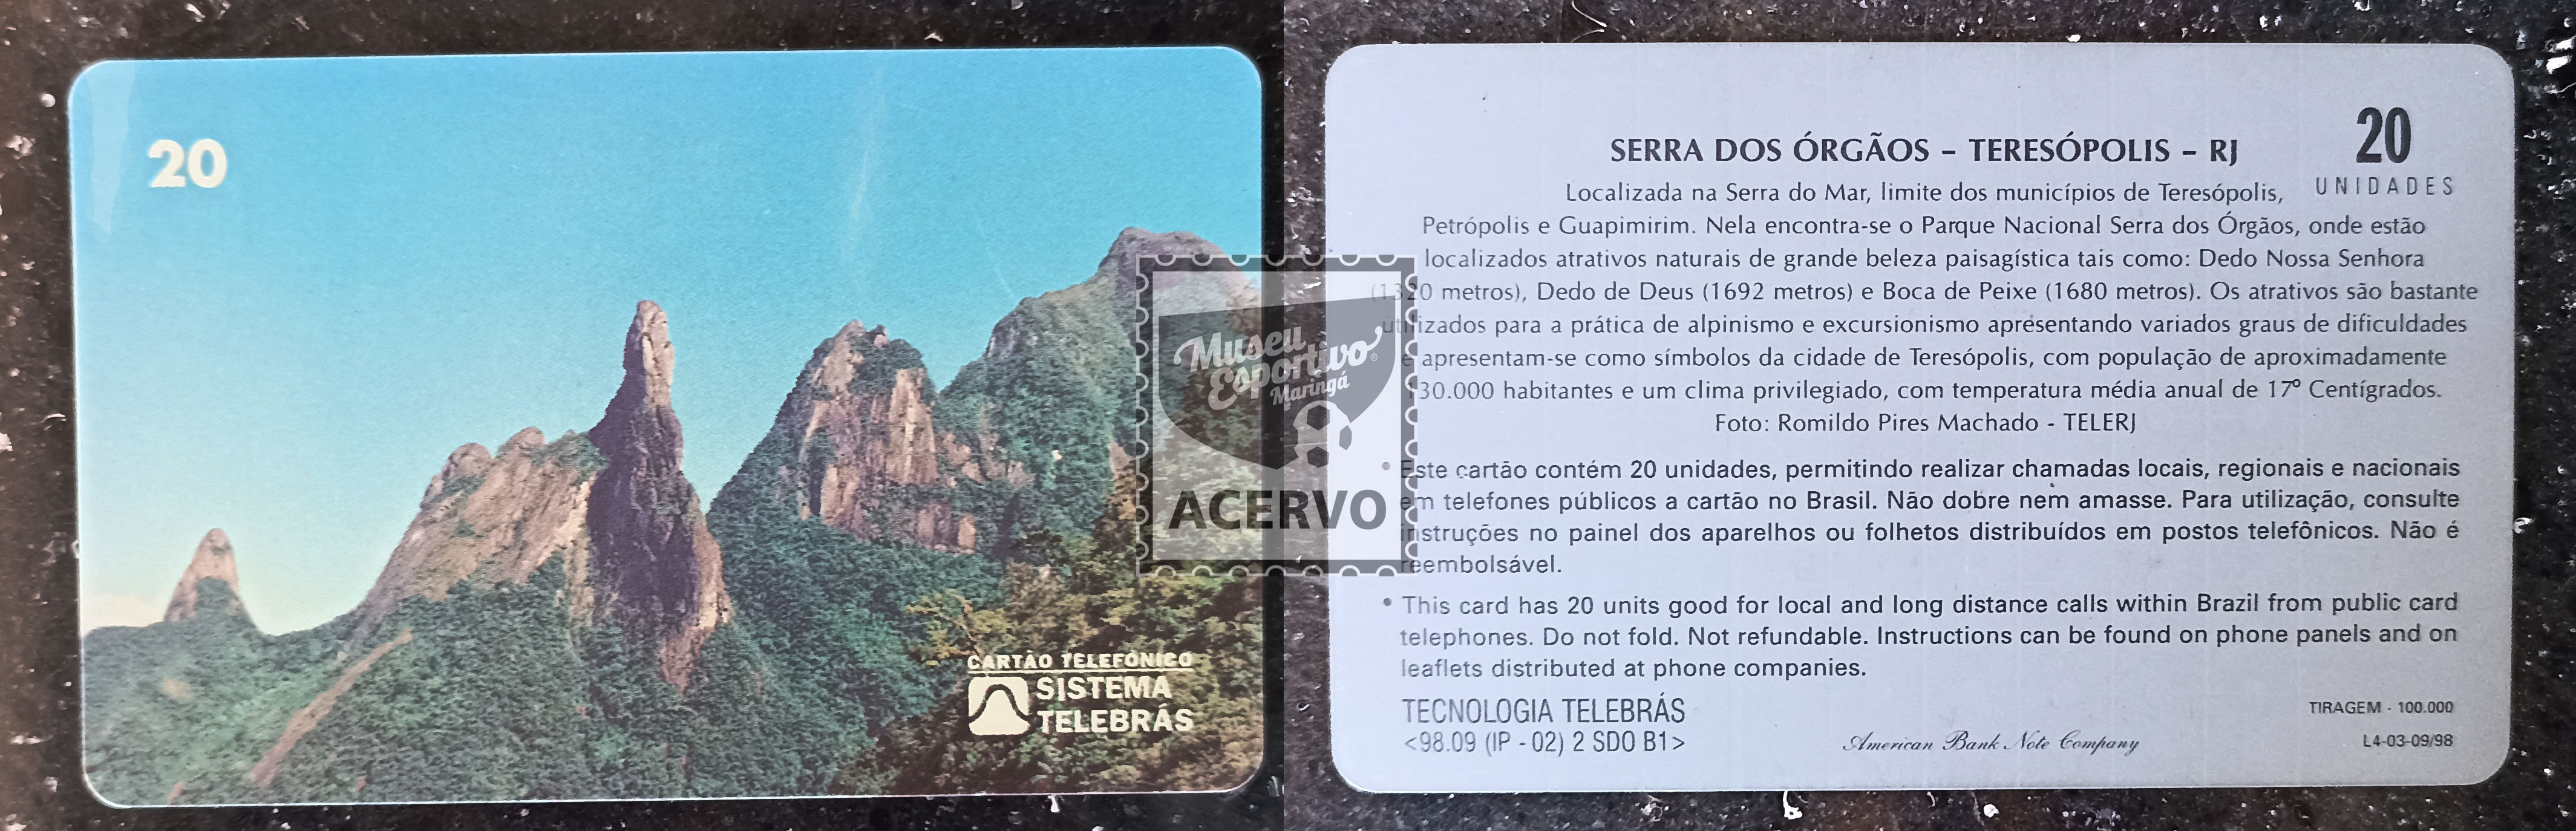 20
CARTÃO TELEFÔNICO
SISTEMA
TELEBRÁS
Museu
Esportivo®
Maringá
ACERVO
20
UNIDADES
SERRA DOS ÓRGÃOS – TERESÓPOLIS – RJ
Localizada na Serra do Mar, limite dos municípios de Teresópolis,
Petrópolis e Guapimirim. Nela encontra-se o Parque Nacional Serra dos Órgãos, onde estão
localizados atrativos naturais de grande beleza paisagística tais como: Dedo Nossa Senhora
(1320 metros), Dedo de Deus (1692 metros) e Boca de Peixe (1680 metros). Os atrativos são bastante
utilizados para a prática de alpinismo e excursionismo apresentando variados graus de dificuldades
e apresentam-se como símbolos da cidade de Teresópolis, com população de aproximadamente
130.000 habitantes e um clima privilegiado, com temperatura média anual de 17º Centígrados.
Foto: Romildo Pires Machado - TELERJ
• Este cartão contém 20 unidades, permitindo realizar chamadas locais, regionais e nacionais
em telefones públicos a cartão no Brasil. Não dobre nem amasse. Para utilização, consulte
instruções no painel dos aparelhos ou folhetos distribuídos em postos telefônicos. Não é
reembolsável.
• This card has 20 units good for local and long distance calls within Brazil from public card
telephones. Do not fold. Not refundable. Instructions can be found on phone panels and on
leaflets distributed at phone companies.
TECNOLOGIA TELEBRÁS
<98.09 (IP - 02) 2 SDO B1>
American Bank Note Company
TIRAGEM - 100.000
L4-03-09/98